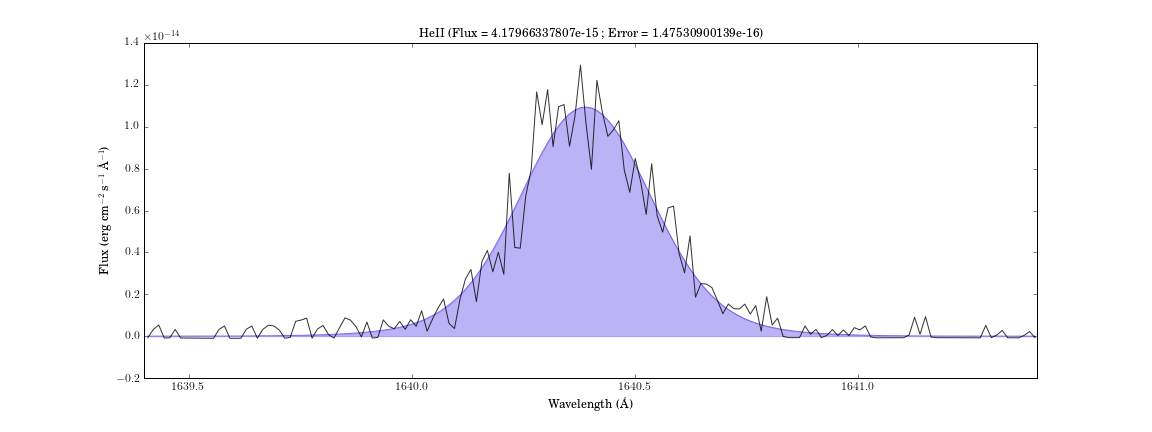 HeII (Flux = 4.17966337807e-15 ; Error = 1.47530900139e-16)
×10⁻¹⁴
1.4
1.2
1.0
0.8
0.6
0.4
0.2
0.0
−0.2
Flux (erg cm⁻² s⁻¹ Å⁻¹)
1639.5 1640.0 1640.5 1641.0
Wavelength (Å)